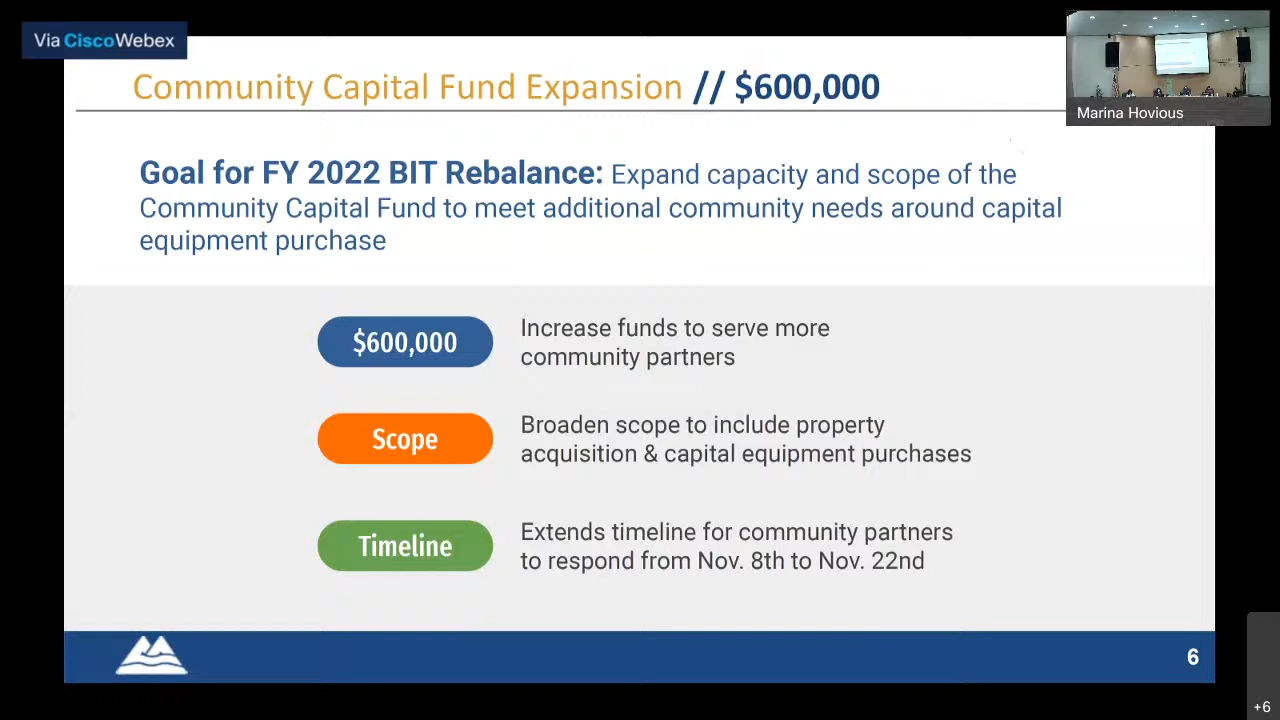 Via CiscoWebex
Community Capital Fund Expansion // $600,000
Marina Hovious
Goal for FY 2022 BIT Rebalance: Expand capacity and scope of the
Community Capital Fund to meet additional community needs around capital
equipment purchase
$600,000
Increase funds to serve more
community partners
Scope
Broaden scope to include property
acquisition & capital equipment purchases
Timeline
Extends timeline for community partners
to respond from Nov. 8th to Nov. 22nd
6
+6